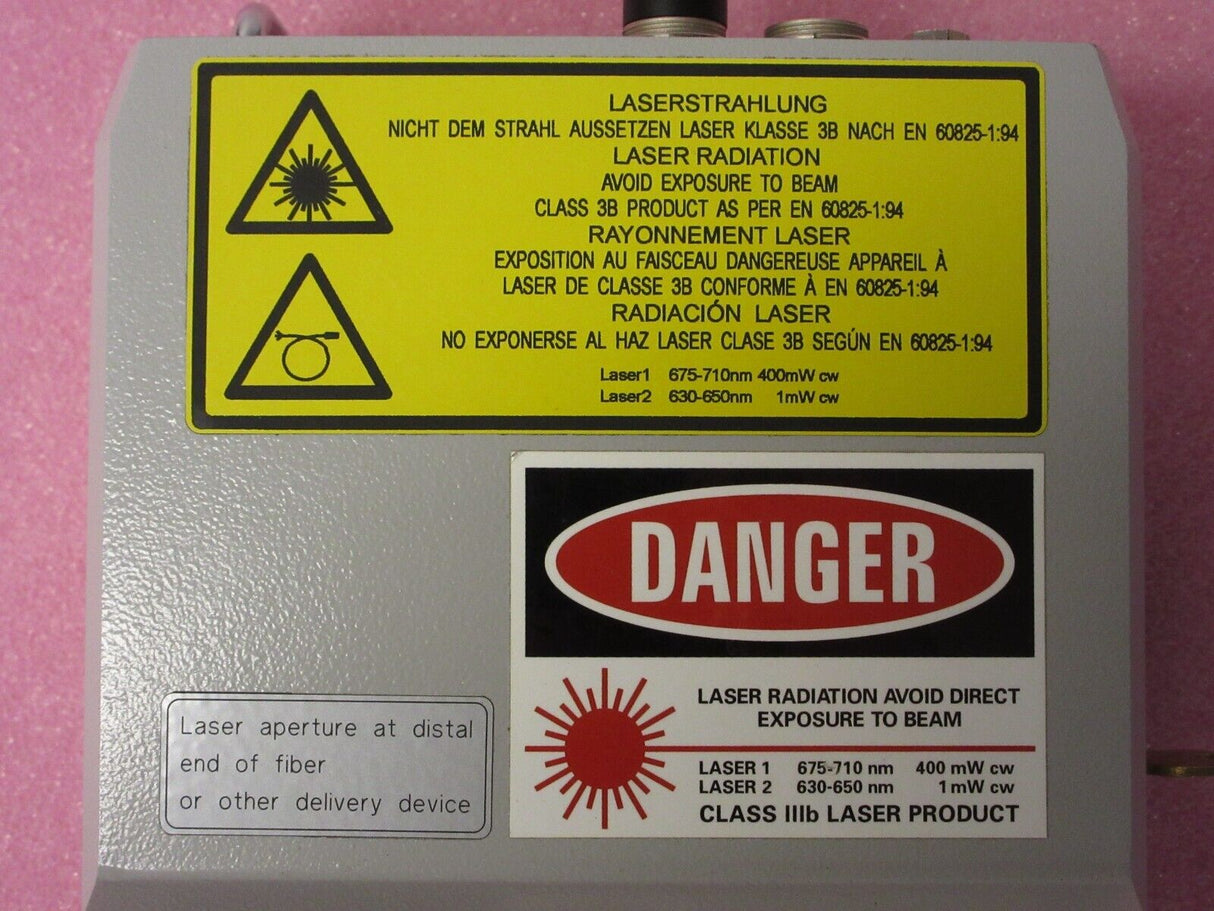 LASERSTRAHLUNG
NICHT DEM STRAHL AUSSETZEN LASER KLASSE 3B NACH EN 60825-1:94
LASER RADIATION
AVOID EXPOSURE TO BEAM
CLASS 3B PRODUCT AS PER EN 60825-1:94
RAYONNEMENT LASER
EXPOSITION AU FAISCEAU DANGEREUSE APPAREIL À
LASER DE CLASSE 3B CONFORME À EN 60825-1:94
RADIACIÓN LASER
NO EXPONERSE AL HAZ LASER CLASE 3B SEGÚN EN 60825-1:94
Laser1 675-710nm 400mW cw
Laser2 630-650nm 1mW cw
DANGER
LASER RADIATION AVOID DIRECT
EXPOSURE TO BEAM
LASER 1 675-710 nm 400 mW cw
LASER 2 630-650 nm 1 mW cw
CLASS IIIb LASER PRODUCT
Laser aperture at distal
end of fiber
or other delivery device